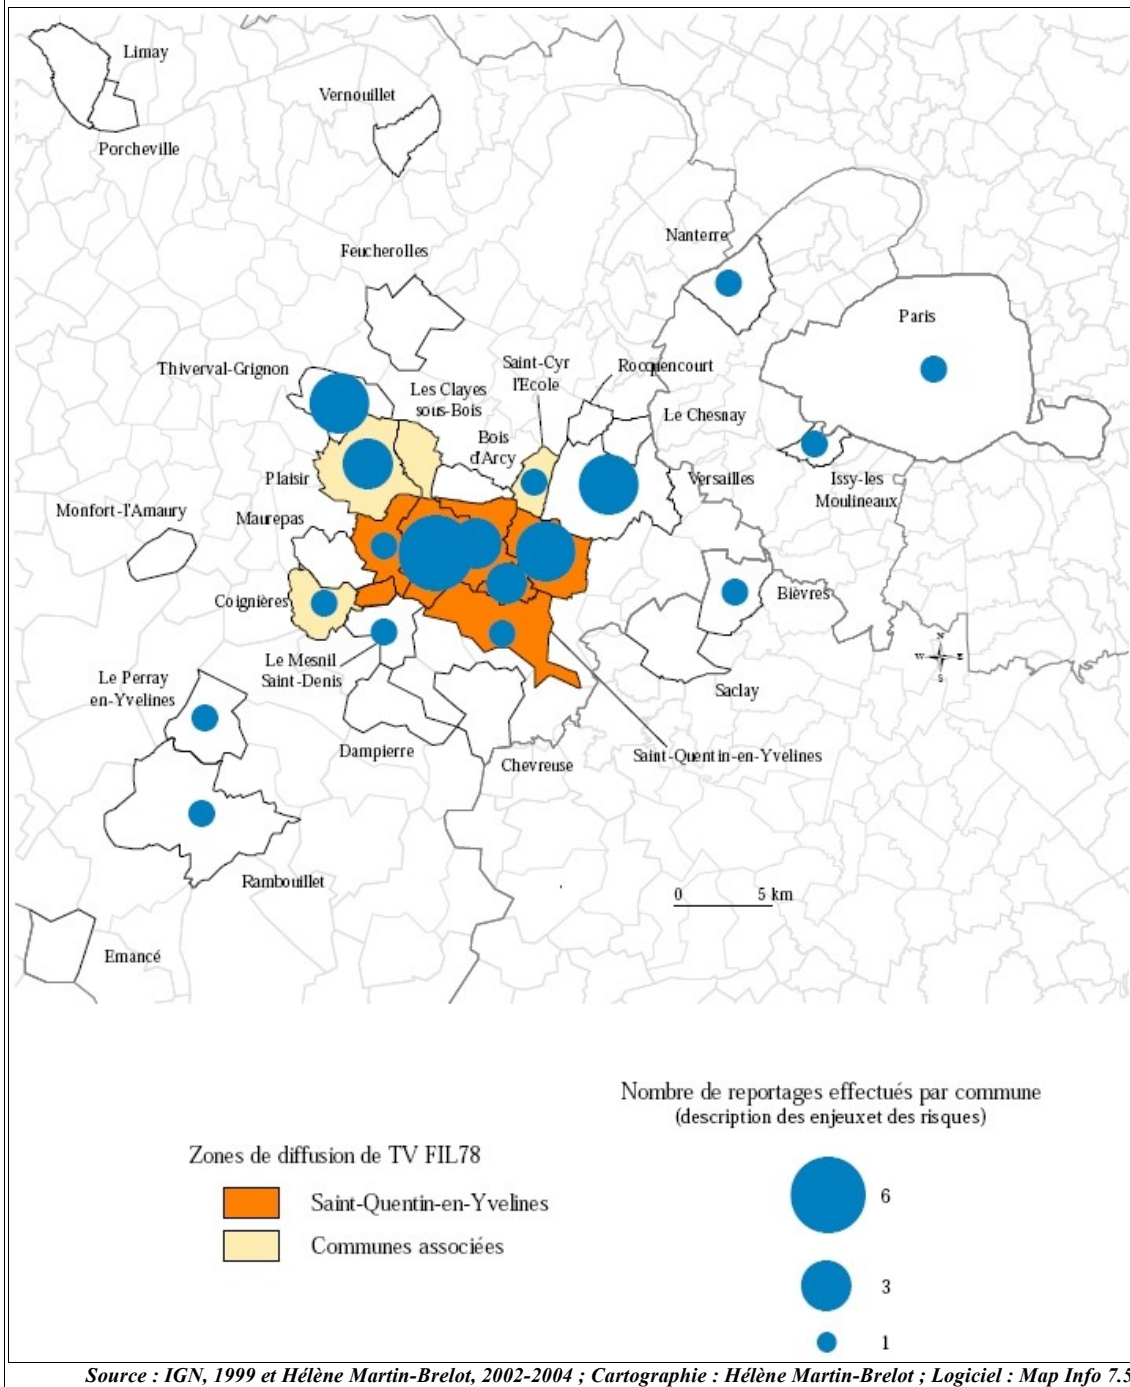 Limay
Vernouillet
Porcheville
Nanterre
Feucherolles
Paris
Saint-Cyr
l'Ecole
Rocquencourt
Thiverval-Grignon
Les Clayes
sous-Bois
Le Chesnay
Bois
d'Arcy
Plaisir
Versailles
Issy-les
Moulineaux
Monfort-l'Amaury
Maurepas
Coignières
Bièvres
N
W E
S
Le Mesnil
Saint-Denis
Le Perray
en-Yvelines
Saclay
Dampierre
Chevreuse
Saint-Quentin-en-Yvelines
Rambouillet
0 5 km
Emancé
Nombre de reportages effectués par commune
(description des enjeuxet des risques)
Zones de diffusion de TV FIL78
Saint-Quentin-en-Yvelines
Communes associées
6
3
1
Source : IGN, 1999 et Hélène Martin-Brelot, 2002-2004 ; Cartographie : Hélène Martin-Brelot ; Logiciel : Map Info 7.5